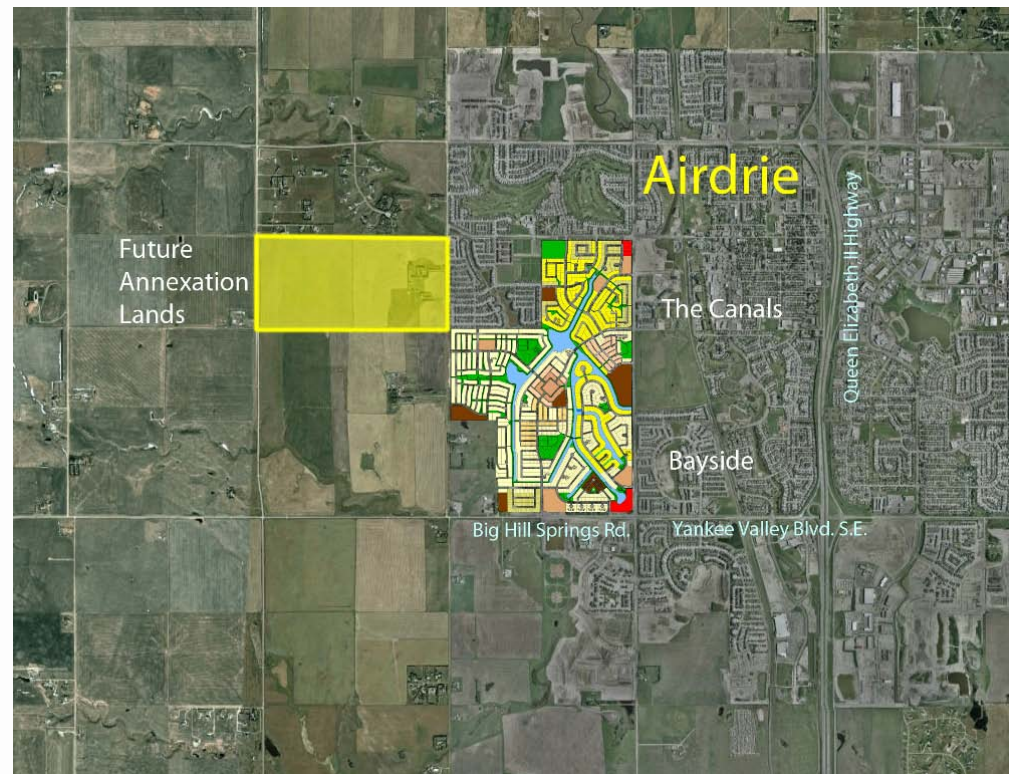 Airdrie
Queen Elizabeth II Highway
Future
Annexation
Lands
The Canals
Bayside
Big Hill Springs Rd.
Yankee Valley Blvd. S.E.